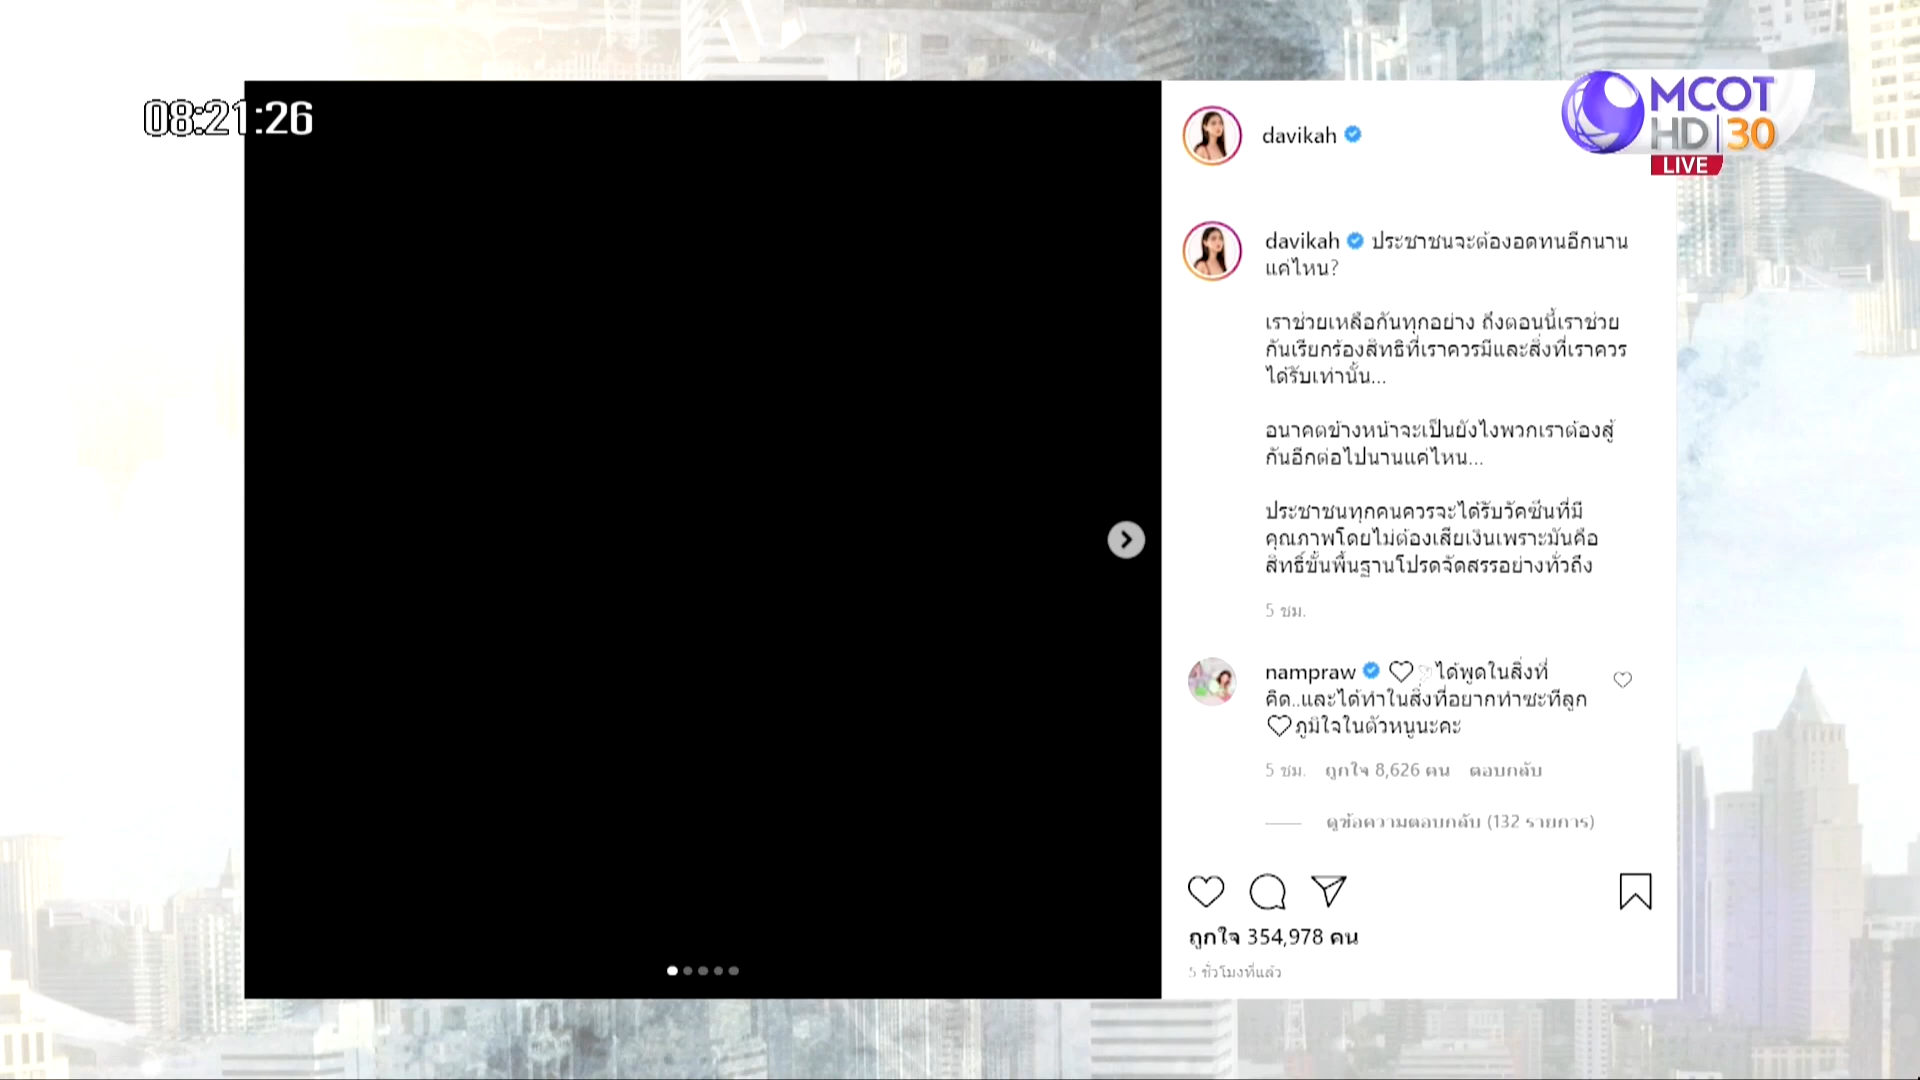 08:21:26
MCOT
HD 30
LIVE
davikah
davikah ประชาชนจะต้องอดทนอีกนาน
แค่ไหน?
เราช่วยเหลือกันทุกอย่าง ถึงตอนนี้เราช่วย
กันเรียกร้องสิทธิที่เราควรมีและสิ่งที่เราควร
ได้รับเท่านั้น...
อนาคตข้างหน้าจะเป็นยังไงพวกเราต้องสู้
กันอีกต่อไปนานแค่ไหน...
ประชาชนทุกคนควรจะได้รับวัคซีนที่มี
คุณภาพโดยไม่ต้องเสียเงินเพราะมันคือ
สิทธิ์ขั้นพื้นฐานโปรดจัดสรรอย่างทั่วถึง
5 ชม.
nampraw ได้พูดในสิ่งที่
คิด..และได้ทำในสิ่งที่อยากทำซะทีลูก
ภูมิใจในตัวหนูนะคะ
5 ชม. ถูกใจ 8,626 คน ตอบกลับ
ดูข้อความตอบกลับ (132 รายการ)
ถูกใจ 354,978 คน
5 ชั่วโมงที่แล้ว